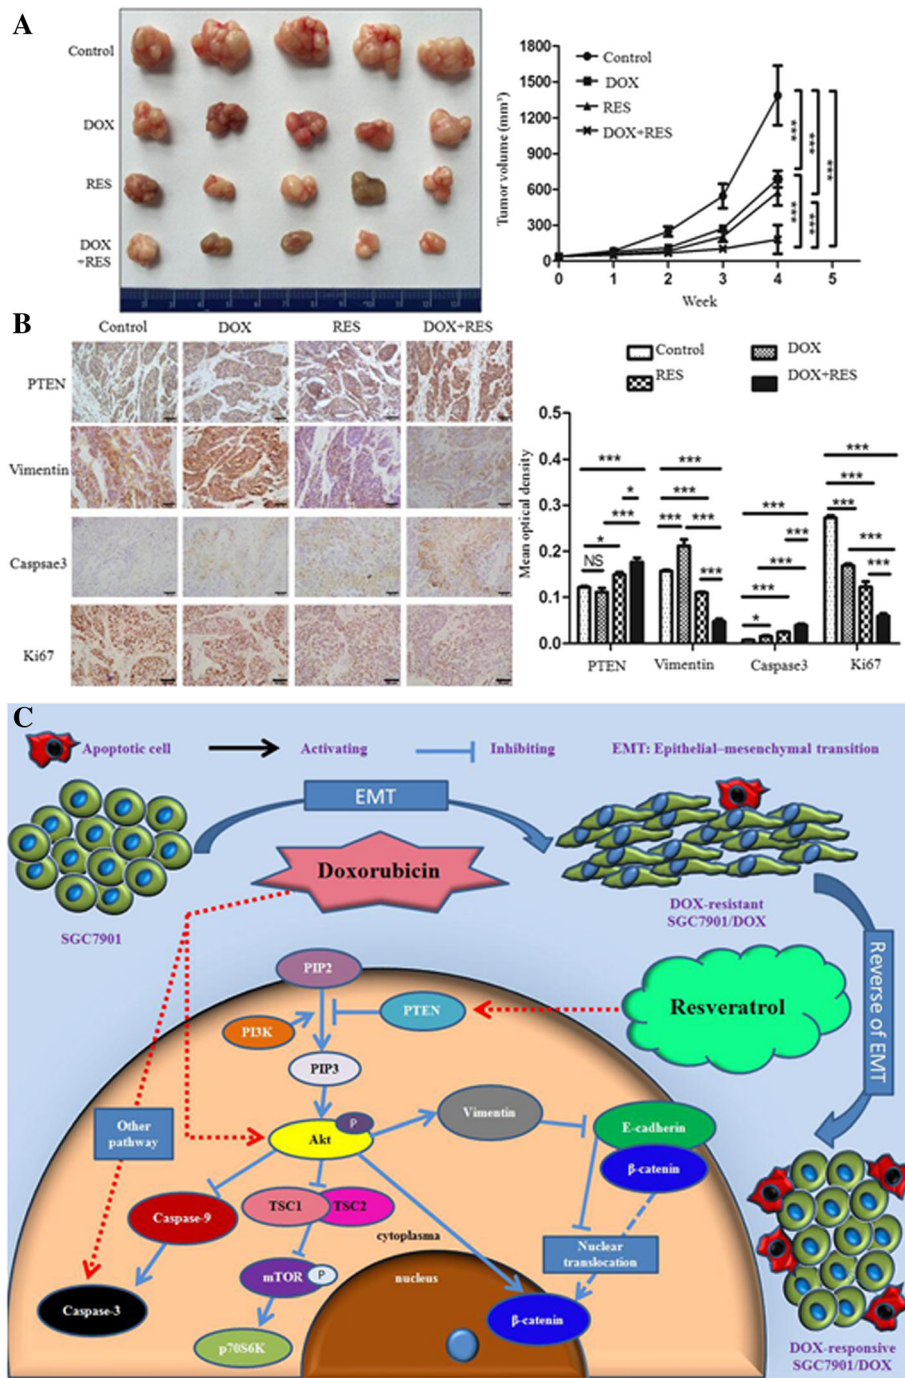 A
Control
DOX
RES
DOX
+RES
Tumor volume (mm³)
1800
1500
1200
900
600
300
0
0 1 2 3 4 5
Week
Control
DOX
RES
DOX+RES
***
***
***
***
***
B
Control DOX RES DOX+RES
PTEN
Vimentin
Caspsae3
Ki67
Control
DOX
RES
DOX+RES
Mean optical density
0.5
0.4
0.3
0.2
0.1
0.0
***
*
***
*
NS
***
***
*** ***
***
***
***
***
***
*
***
***
***
***
***
PTEN Vimentin Caspase3 Ki67
C
Apoptotic cell Activating Inhibiting EMT: Epithelial–mesenchymal transition
EMT
Doxorubicin
SGC7901
DOX-resistant
SGC7901/DOX
Reverse of EMT
Resveratrol
PIP2
PTEN
PI3K
PIP3
Other
pathway
Akt
P
Vimentin
E-cadherin
β-catenin
Caspase-9
TSC1
TSC2
cytoplasma
Nuclear
translocation
mTOR
P
nucleus
Caspase-3
p70S6K
β-catenin
DOX-responsive
SGC7901/DOX